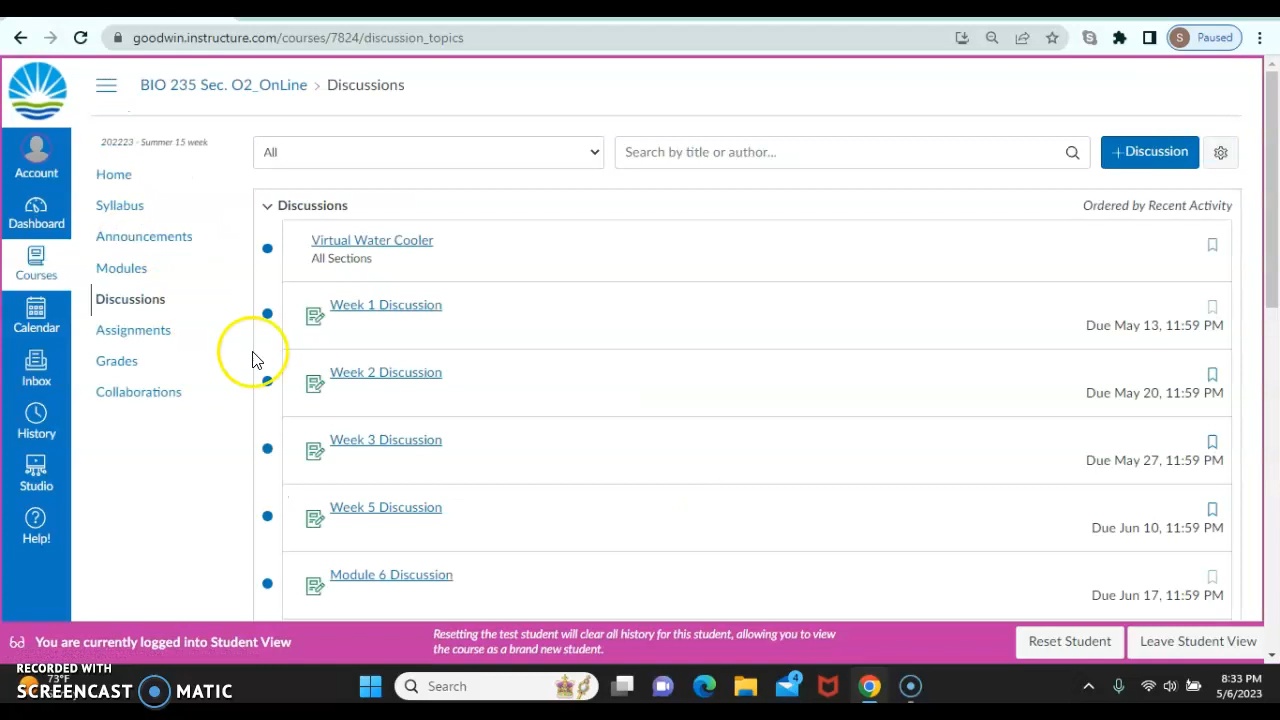 goodwin.instructure.com/courses/7824/discussion_topics
S Paused
BIO 235 Sec. O2_OnLine > Discussions
202223 - Summer 15 week
Home
Syllabus
Announcements
Modules
Discussions
Assignments
Grades
Collaborations
Account
Dashboard
Courses
Calendar
Inbox
History
Studio
Help!
All
Search by title or author...
+Discussion
Discussions
Ordered by Recent Activity
Virtual Water Cooler
All Sections
Week 1 Discussion
Due May 13, 11:59 PM
Week 2 Discussion
Due May 20, 11:59 PM
Week 3 Discussion
Due May 27, 11:59 PM
Week 5 Discussion
Due Jun 10, 11:59 PM
Module 6 Discussion
Due Jun 17, 11:59 PM
You are currently logged into Student View
Resetting the test student will clear all history for this student, allowing you to view
the course as a brand new student.
Reset Student
Leave Student View
RECORDED WITH
SCREENCAST MATIC
73°F
Search
8:33 PM
5/6/2023